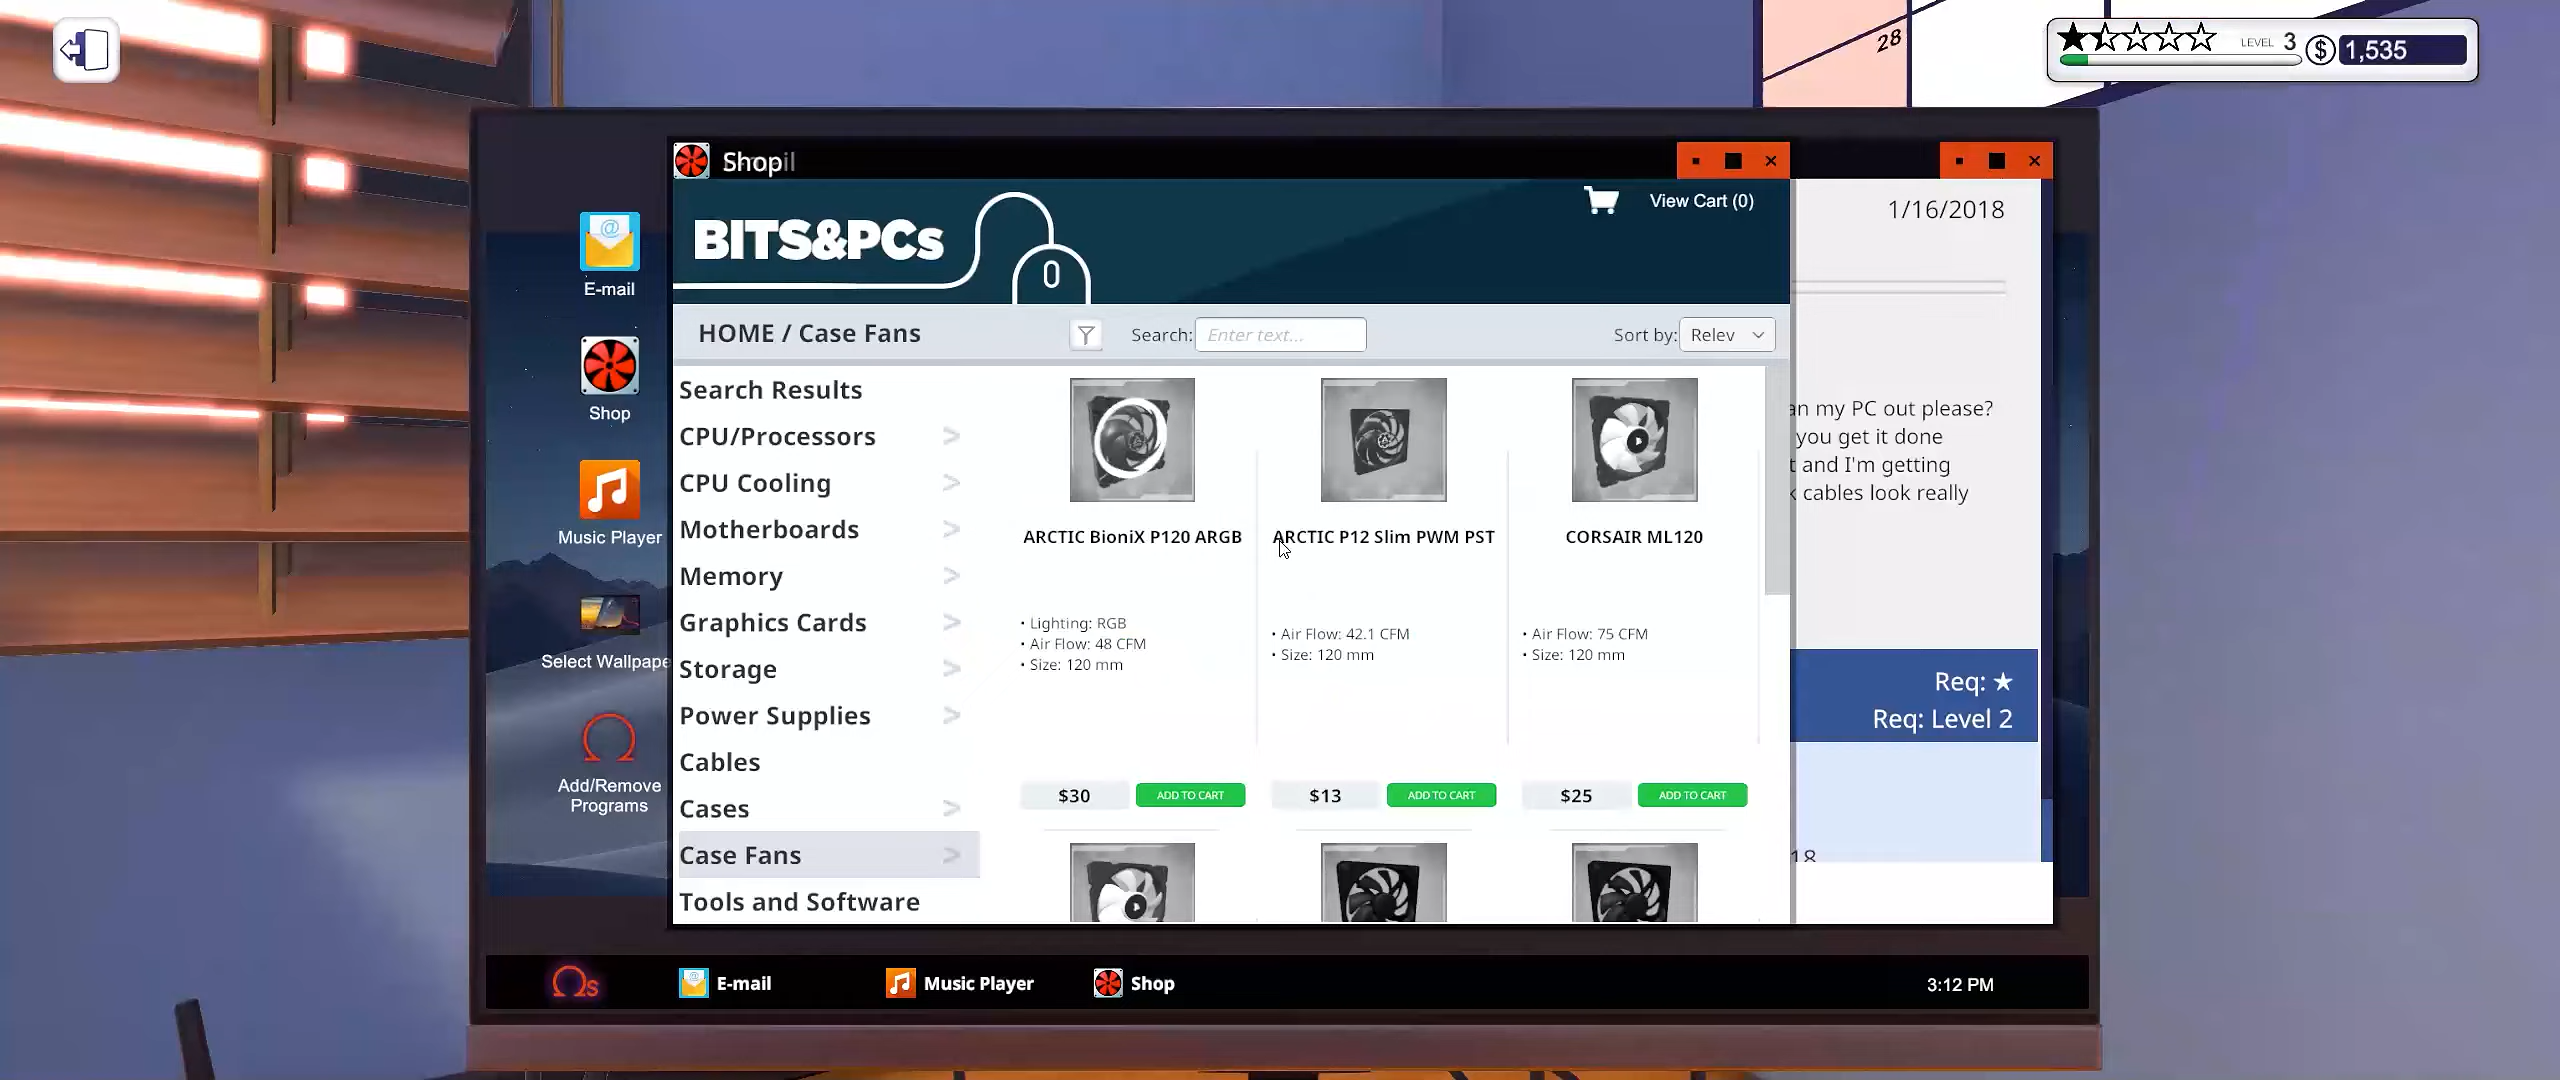 28
LEVEL 3
$ 1,535
Shop
1/16/2018
View Cart (0)
BITS&PCs
HOME / Case Fans
Search:
Enter text...
Sort by:
Relev
E-mail
Shop
Music Player
Select Wallpape
Add/Remove
Programs
Search Results
CPU/Processors >
CPU Cooling >
Motherboards >
Memory >
Graphics Cards >
Storage >
Power Supplies >
Cables
Cases >
Case Fans >
Tools and Software
ARCTIC BioniX P120 ARGB
• Lighting: RGB
• Air Flow: 48 CFM
• Size: 120 mm
$30
ADD TO CART
ARCTIC P12 Slim PWM PST
• Air Flow: 42.1 CFM
• Size: 120 mm
$13
ADD TO CART
CORSAIR ML120
• Air Flow: 75 CFM
• Size: 120 mm
$25
ADD TO CART
an my PC out please?
you get it done
t and I'm getting
k cables look really
Req: ★
Req: Level 2
18
Ωs
E-mail
Music Player
Shop
3:12 PM